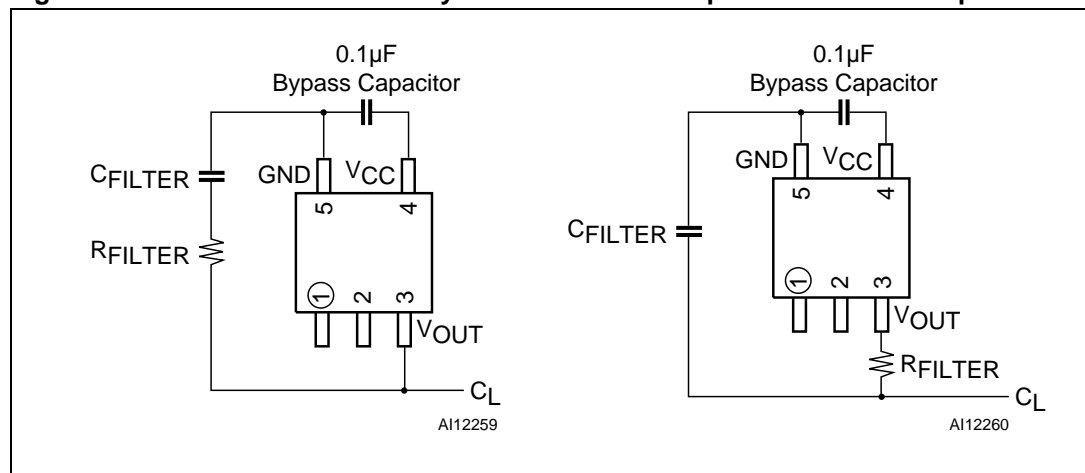 0.1µF
Bypass Capacitor
GND
VCC
CFILTER
5
4
RFILTER
1
2
3
VOUT
CL
AI12259
0.1µF
Bypass Capacitor
GND
VCC
5
4
CFILTER
1
2
3
VOUT
RFILTER
CL
AI12260